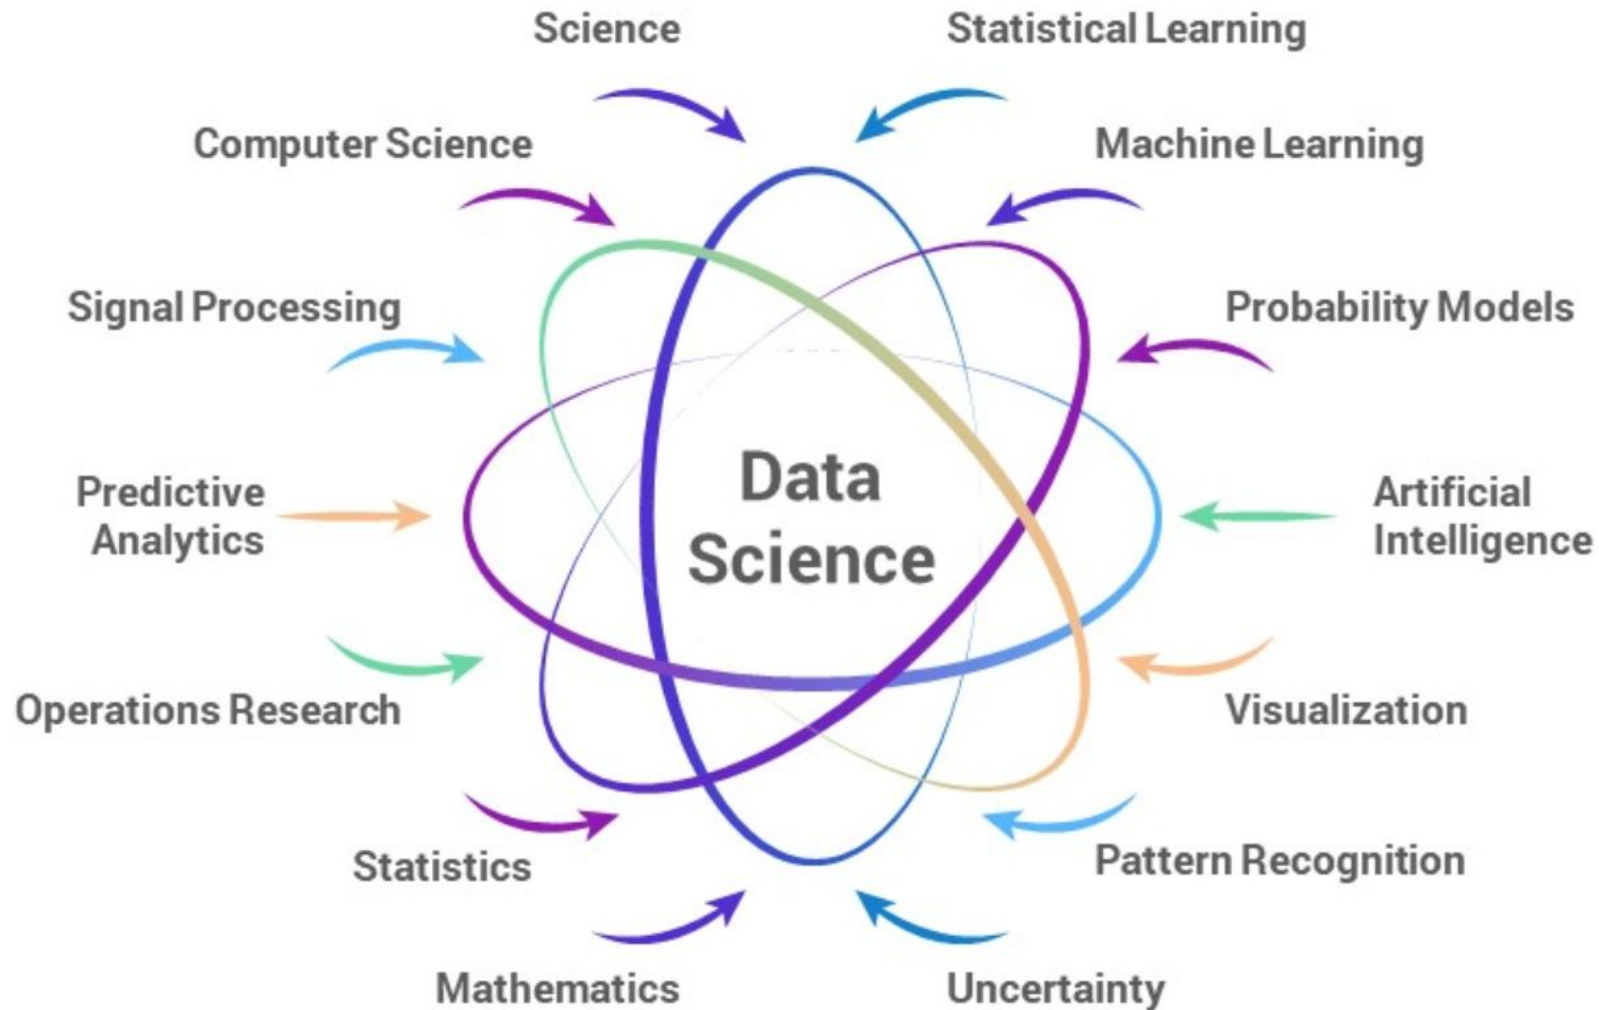 Science
Statistical Learning
Computer Science
Machine Learning
Signal Processing
Probability Models
Predictive
Analytics
Data
Science
Artificial
Intelligence
Operations Research
Visualization
Statistics
Pattern Recognition
Mathematics
Uncertainty